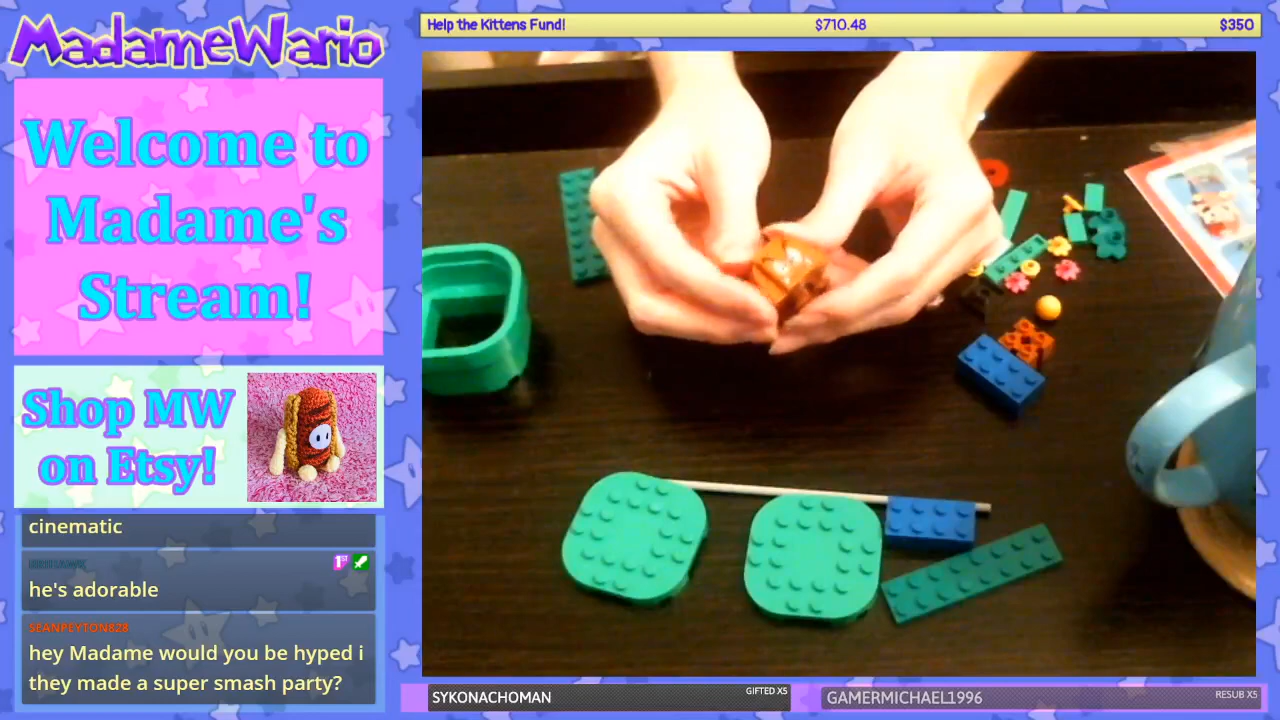 MadameWario
Help the Kittens Fund!
$710.48
$350
Welcome to
Madame's
Stream!
Shop MW
on Etsy!
cinematic
1ST
he's adorable
SEANPEYTON828
hey Madame would you be hyped i
they made a super smash party?
SYKONACHOMAN
GIFTED X5
GAMERMICHAEL1996
RESUB X5